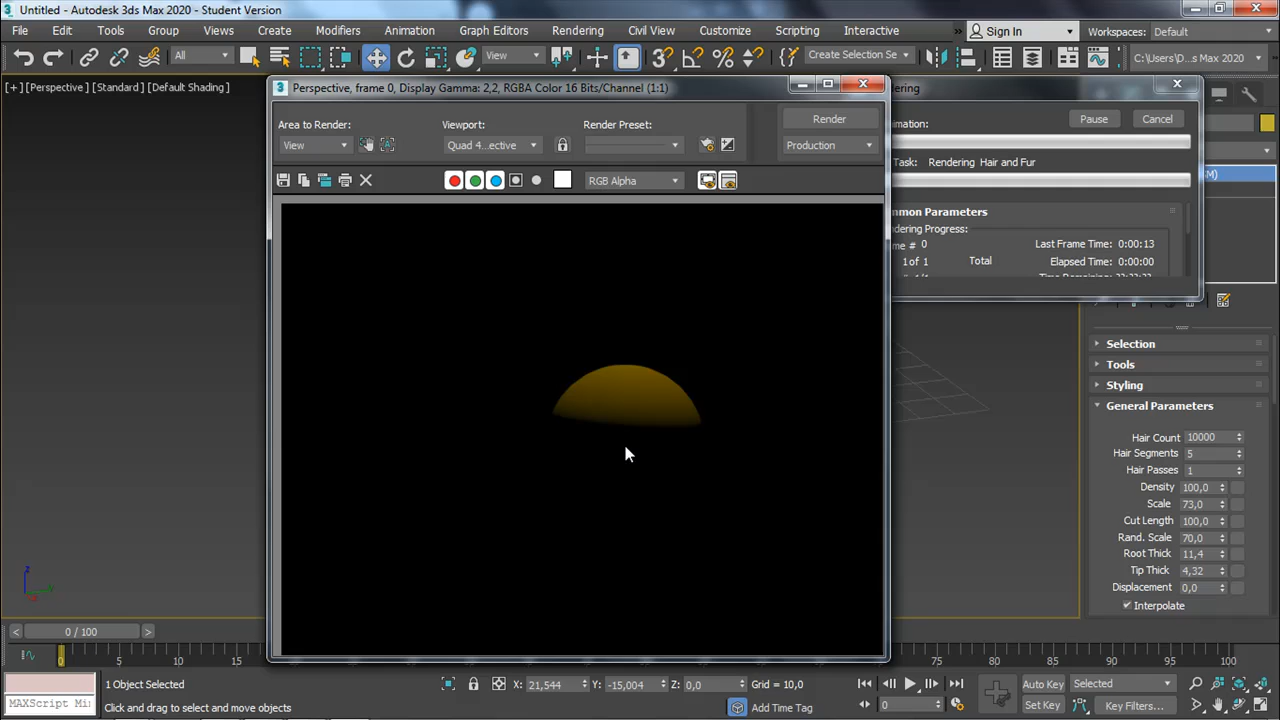 Untitled - Autodesk 3ds Max 2020 - Student Version
File Edit Tools Group Views Create Modifiers Animation Graph Editors Rendering Civil View Customize Scripting Interactive » Sign In Workspaces: Default
All View Create Selection Se C:\Users\D...s Max 2020
[+] [Perspective] [Standard] [Default Shading]
Perspective, frame 0, Display Gamma: 2,2, RGBA Color 16 Bits/Channel (1:1)
Area to Render: Viewport: Render Preset: Render
View Quad 4...ective Production
RGB Alpha
ering
nimation: Pause Cancel
Task: Rendering Hair and Fur
mmon Parameters
ndering Progress:
me # 0 Last Frame Time: 0:00:13
1 of 1 Total Elapsed Time: 0:00:00
Selection
Tools
Styling
General Parameters
Hair Count 10000
Hair Segments 5
Hair Passes 1
Density 100,0
Scale 73,0
Cut Length 100,0
Rand. Scale 70,0
Root Thick 11,4
Tip Thick 4,32
Displacement 0,0
Interpolate
z
< 0 / 100 >
0 5 10 15 75 80 85 90 95 100
1 Object Selected X: 21,544 Y: -15,004 Z: 0,0 Grid = 10,0 Auto Key Selected
MAXScript Mi Click and drag to select and move objects Add Time Tag 0 Set Key Key Filters...